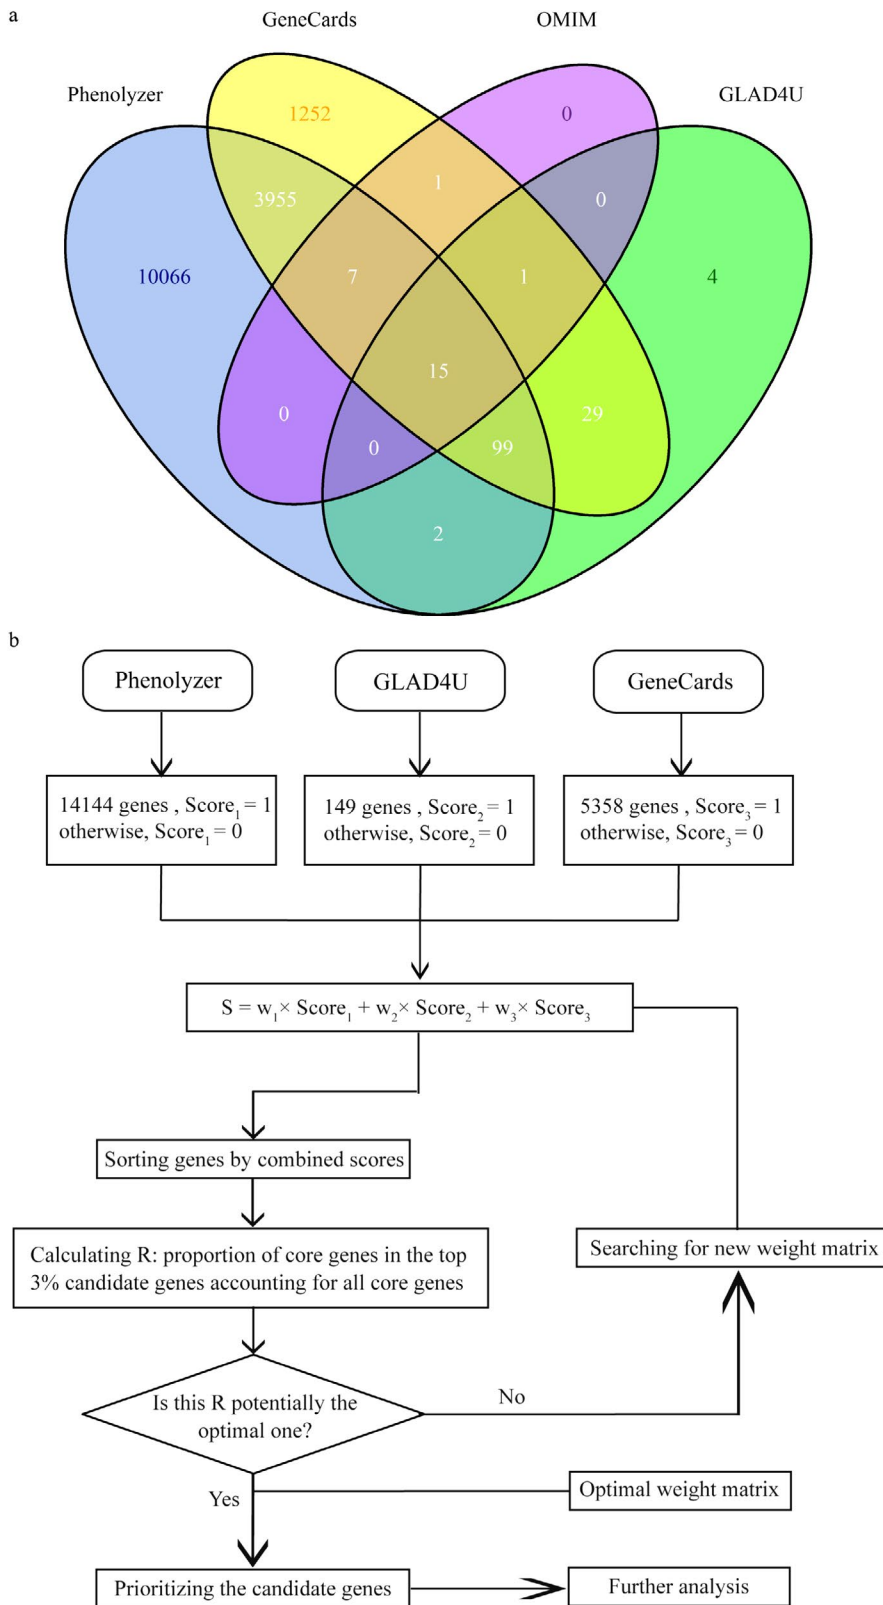 a
GeneCards
OMIM
Phenolyzer
GLAD4U
1252
0
3955
1
0
10066
7
1
4
15
0
29
0
99
2
b
Phenolyzer
GLAD4U
GeneCards
14144 genes , Score₁ = 1
otherwise, Score₁ = 0
149 genes , Score₂ = 1
otherwise, Score₂ = 0
5358 genes , Score₃ = 1
otherwise, Score₃ = 0
S = w₁× Score₁ + w₂× Score₂ + w₃× Score₃
Sorting genes by combined scores
Calculating R: proportion of core genes in the top
3% candidate genes accounting for all core genes
Searching for new weight matrix
Is this R potentially the
optimal one?
No
Yes
Optimal weight matrix
Prioritizing the candidate genes
Further analysis